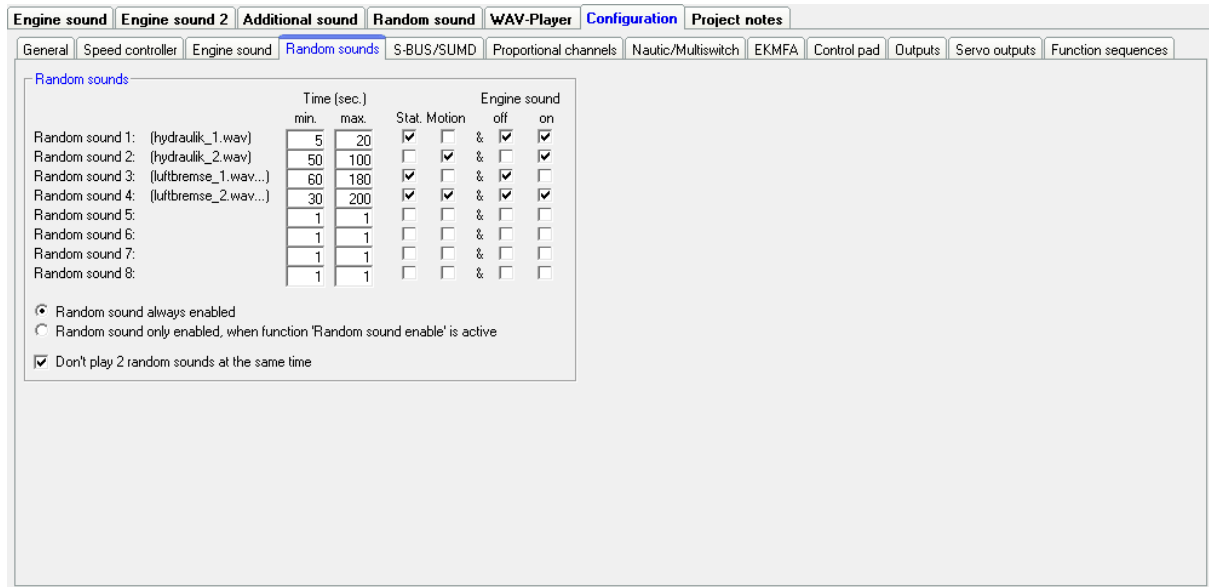 Engine sound Engine sound 2 Additional sound Random sound WAV-Player Configuration Project notes
General Speed controller Engine sound Random sounds S-BUS/SUMD Proportional channels Nautic/Multiswitch EKMFA Control pad Outputs Servo outputs Function sequences
Random sounds
Time (sec.) Engine sound
min. max. Stat. Motion off on
Random sound 1: (hydraulik_1.wav) 5 20 &
Random sound 2: (hydraulik_2.wav) 50 100 &
Random sound 3: (luftbremse_1.wav...) 60 180 &
Random sound 4: (luftbremse_2.wav...) 30 200 &
Random sound 5: 1 1 &
Random sound 6: 1 1 &
Random sound 7: 1 1 &
Random sound 8: 1 1 &
Random sound always enabled
Random sound only enabled, when function 'Random sound enable' is active
Don't play 2 random sounds at the same time